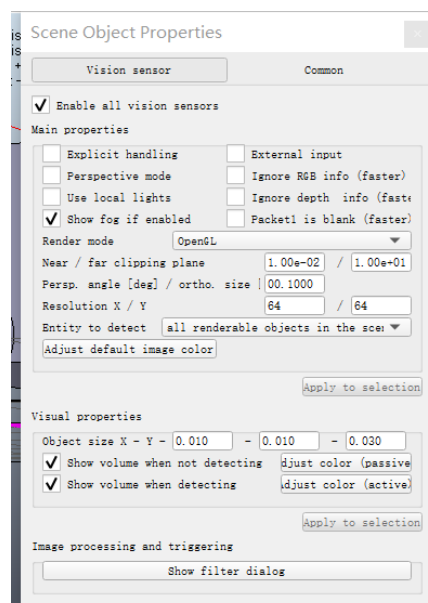 Scene Object Properties
Vision sensor Common
Enable all vision sensors
Main properties
Explicit handling External input
Perspective mode Ignore RGB info (faster)
Use local lights Ignore depth info (faste
Show fog if enabled Packet1 is blank (faster)
Render mode OpenGL
Near / far clipping plane 1.00e-02 / 1.00e+01
Persp. angle [deg] / ortho. size [ 00.1000
Resolution X / Y 64 / 64
Entity to detect all renderable objects in the scen
Adjust default image color
Apply to selection
Visual properties
Object size X - Y - 0.010 - 0.010 - 0.030
Show volume when not detecting djust color (passive
Show volume when detecting djust color (active)
Apply to selection
Image processing and triggering
Show filter dialog